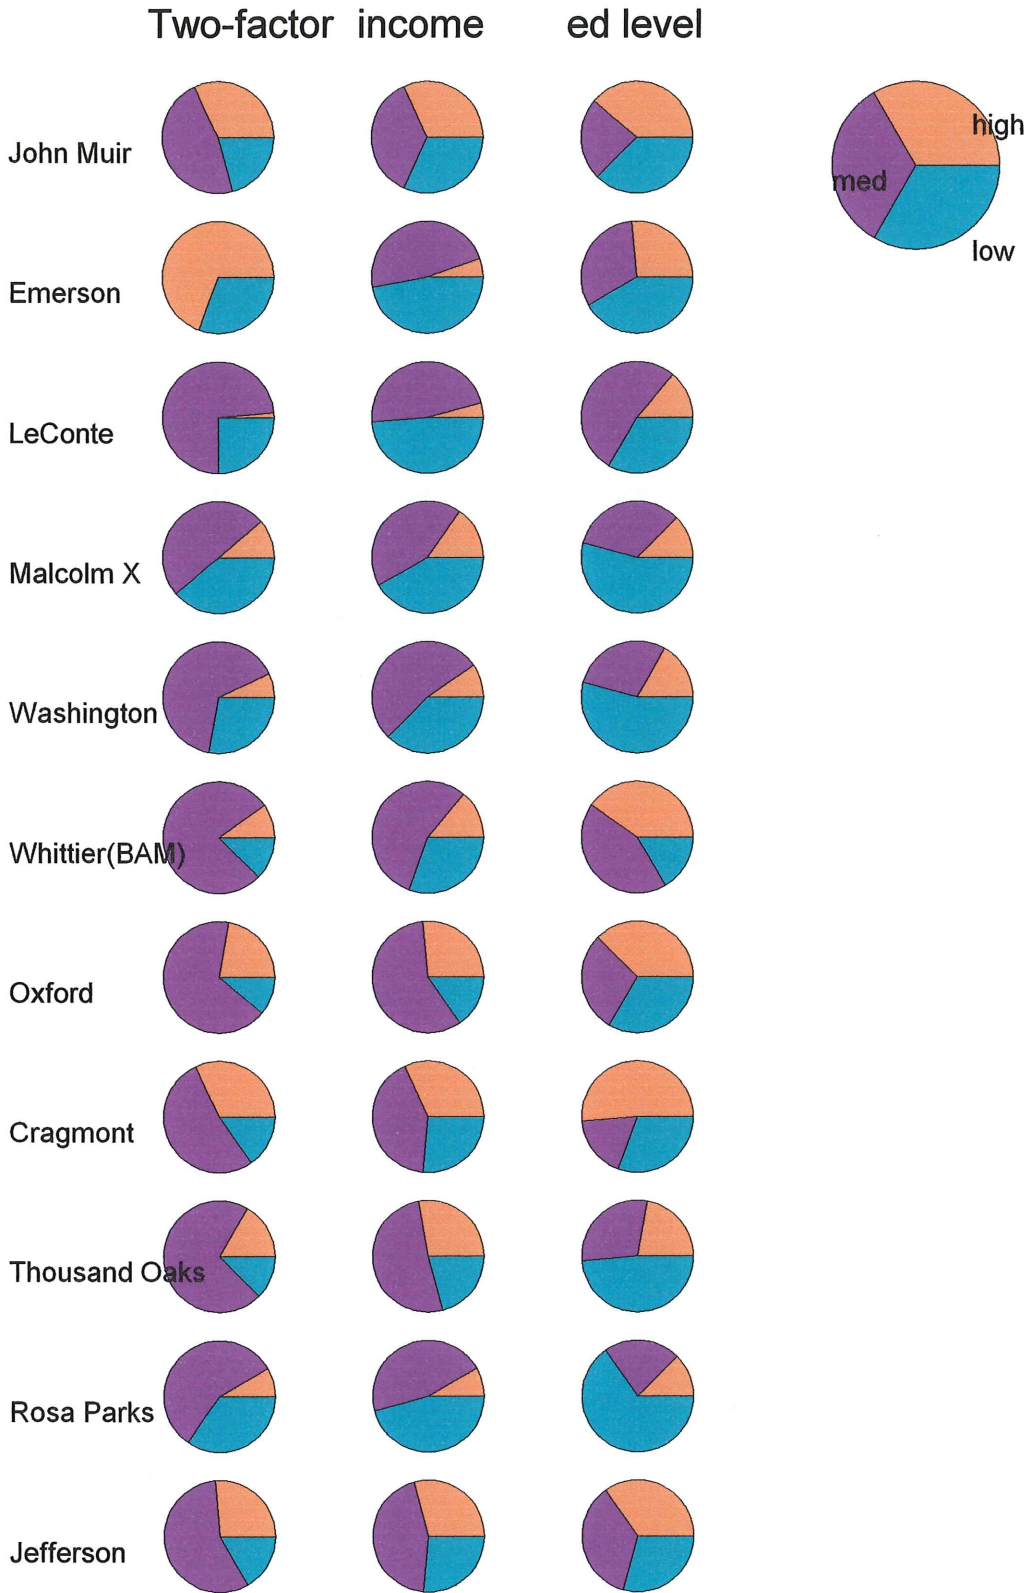 Two-factor income ed level
high
John Muir
med
low
Emerson
LeConte
Malcolm X
Washington
Whittier(BAM)
Oxford
Cragmont
Thousand Oaks
Rosa Parks
Jefferson